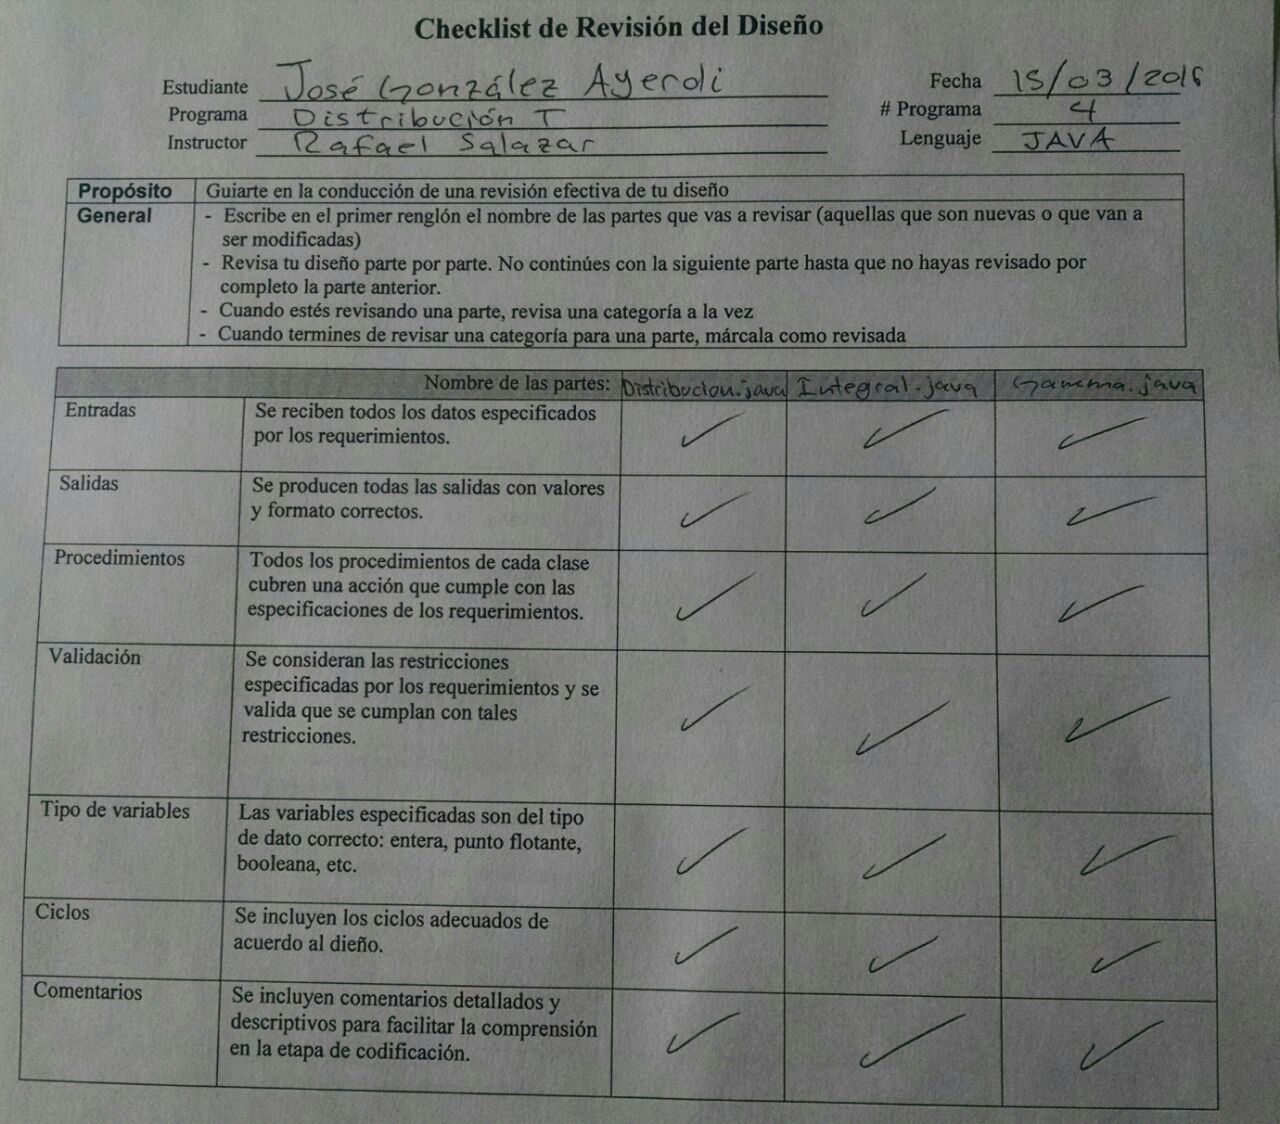 Checklist de Revisión del Diseño
Estudiante José González Ayerdi Fecha 15/03/2016
Programa Distribución T # Programa 4
Instructor Rafael Salazar Lenguaje JAVA
Propósito Guiarte en la conducción de una revisión efectiva de tu diseño
General - Escribe en el primer renglón el nombre de las partes que vas a revisar (aquellas que son nuevas o que van a
ser modificadas)
- Revisa tu diseño parte por parte. No continúes con la siguiente parte hasta que no hayas revisado por
completo la parte anterior.
- Cuando estés revisando una parte, revisa una categoría a la vez
- Cuando termines de revisar una categoría para una parte, márcala como revisada
Nombre de las partes: Distribucion.java Integral.java Gamma.java
Entradas Se reciben todos los datos especificados
por los requerimientos.
✓ ✓ ✓
Salidas Se producen todas las salidas con valores
y formato correctos.
✓ ✓ ✓
Procedimientos Todos los procedimientos de cada clase
cubren una acción que cumple con las
especificaciones de los requerimientos.
✓ ✓ ✓
Validación Se consideran las restricciones
especificadas por los requerimientos y se
valida que se cumplan con tales
restricciones.
✓ ✓ ✓
Tipo de variables Las variables especificadas son del tipo
de dato correcto: entera, punto flotante,
booleana, etc.
✓ ✓ ✓
Ciclos Se incluyen los ciclos adecuados de
acuerdo al dieño.
✓ ✓ ✓
Comentarios Se incluyen comentarios detallados y
descriptivos para facilitar la comprensión
en la etapa de codificación.
✓ ✓ ✓